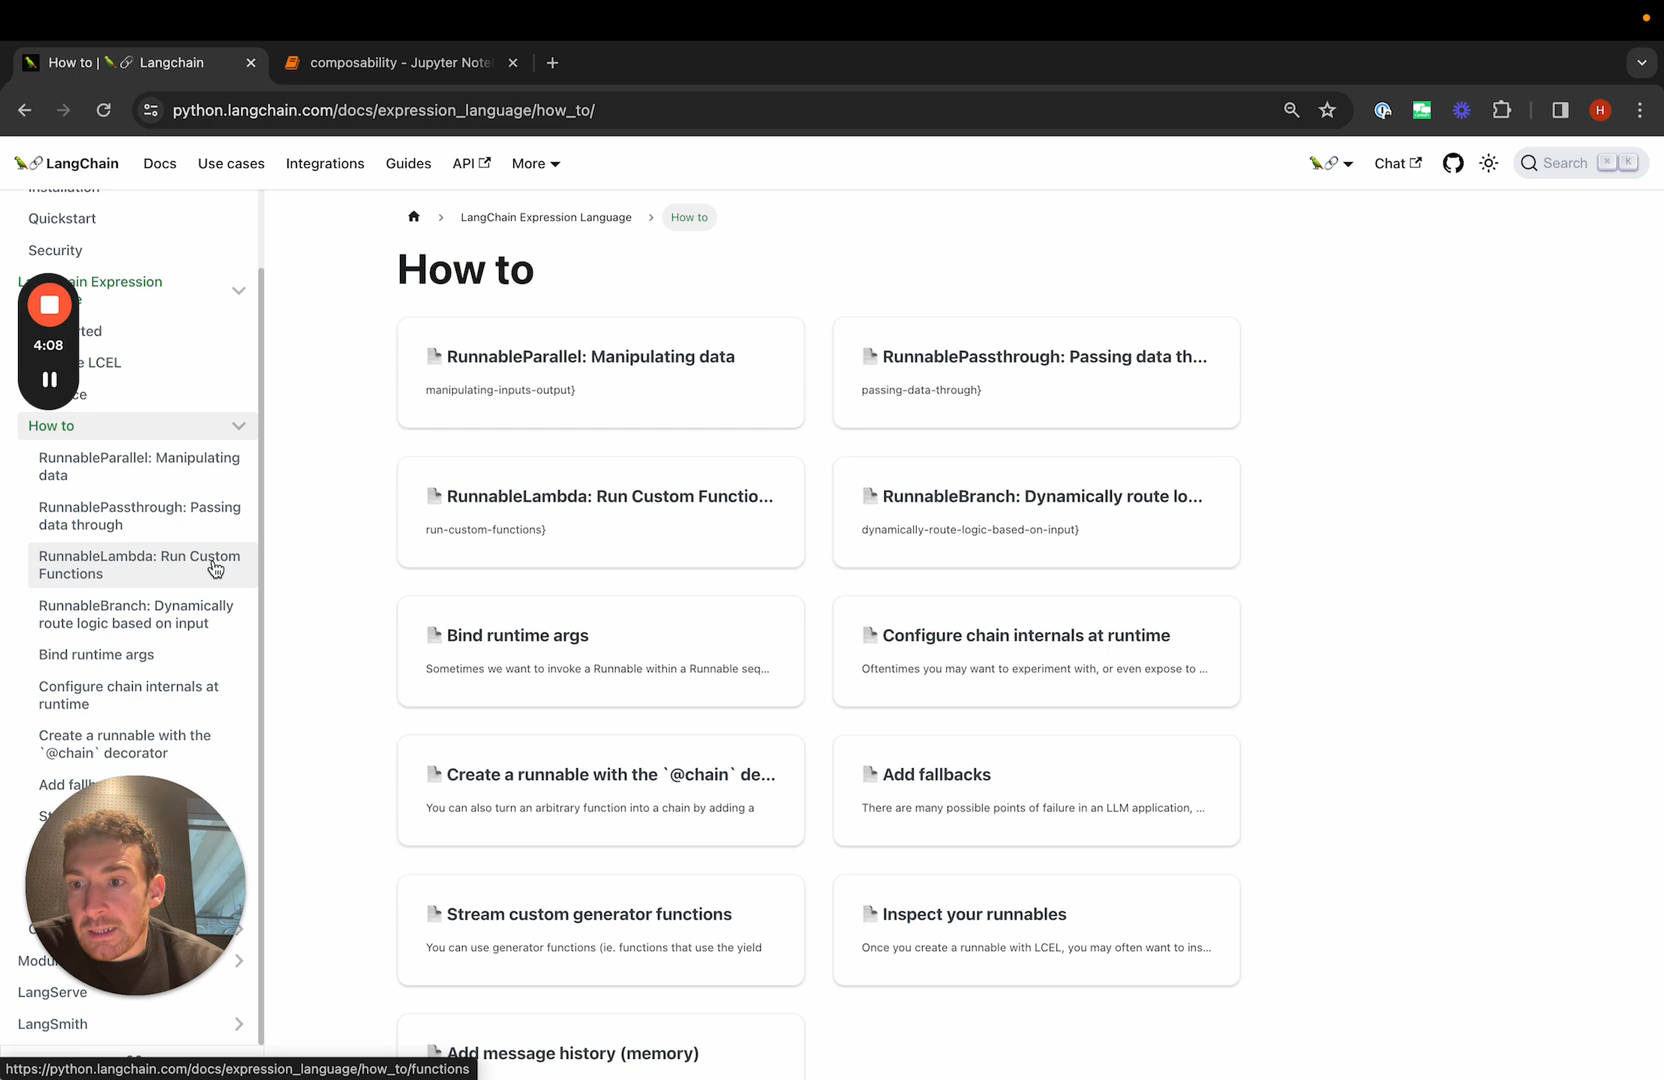 How to | Langchain
composability - Jupyter Note
python.langchain.com/docs/expression_language/how_to/
H
LangChain
Docs
Use cases
Integrations
Guides
API
More
Chat
Search
K
Installation
Quickstart
Security
ain Expression
4:08
rted
e LCEL
ce
How to
RunnableParallel: Manipulating
data
RunnablePassthrough: Passing
data through
RunnableLambda: Run Custom
Functions
RunnableBranch: Dynamically
route logic based on input
Bind runtime args
Configure chain internals at
runtime
Create a runnable with the
`@chain` decorator
Add fallb
Modu
LangServe
LangSmith
https://python.langchain.com/docs/expression_language/how_to/functions
LangChain Expression Language
How to
How to
RunnableParallel: Manipulating data
manipulating-inputs-output}
RunnablePassthrough: Passing data th...
passing-data-through}
RunnableLambda: Run Custom Functio...
run-custom-functions}
RunnableBranch: Dynamically route lo...
dynamically-route-logic-based-on-input}
Bind runtime args
Sometimes we want to invoke a Runnable within a Runnable seq...
Configure chain internals at runtime
Oftentimes you may want to experiment with, or even expose to ...
Create a runnable with the `@chain` de...
You can also turn an arbitrary function into a chain by adding a
Add fallbacks
There are many possible points of failure in an LLM application, ...
Stream custom generator functions
You can use generator functions (ie. functions that use the yield
Inspect your runnables
Once you create a runnable with LCEL, you may often want to ins...
Add message history (memory)